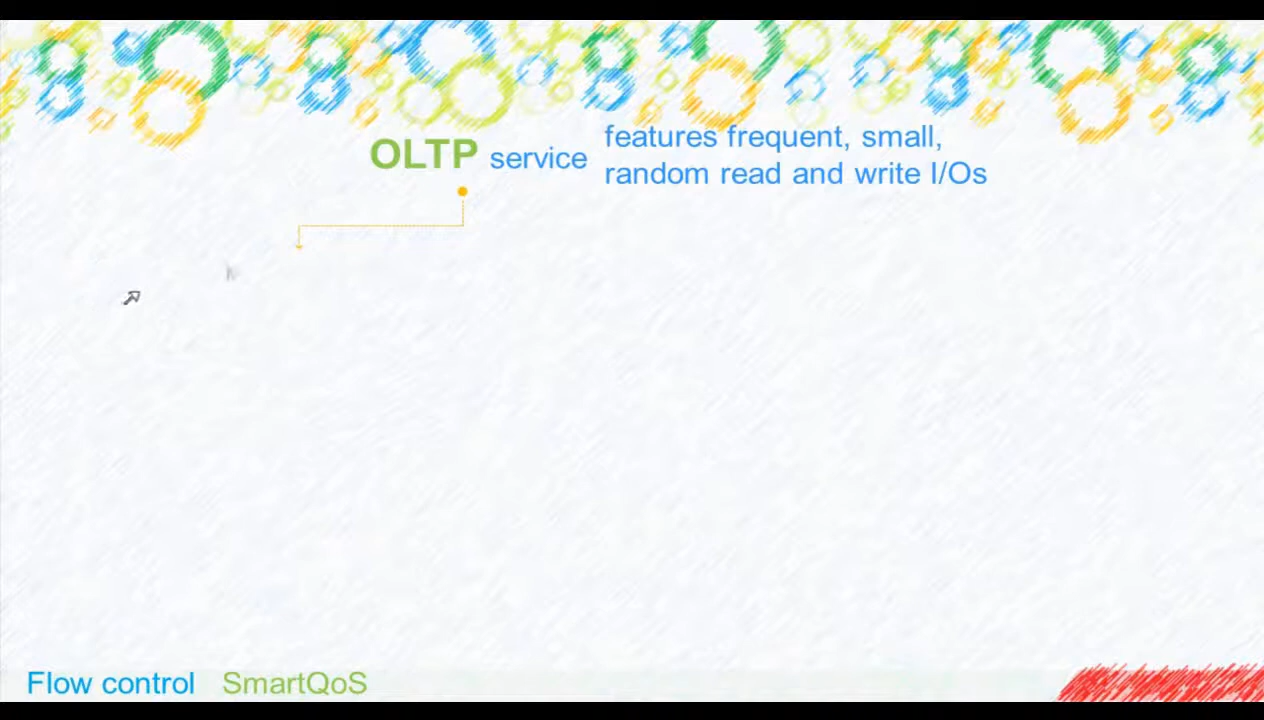 OLTP service
features frequent, small,
random read and write I/Os
Flow control SmartQoS